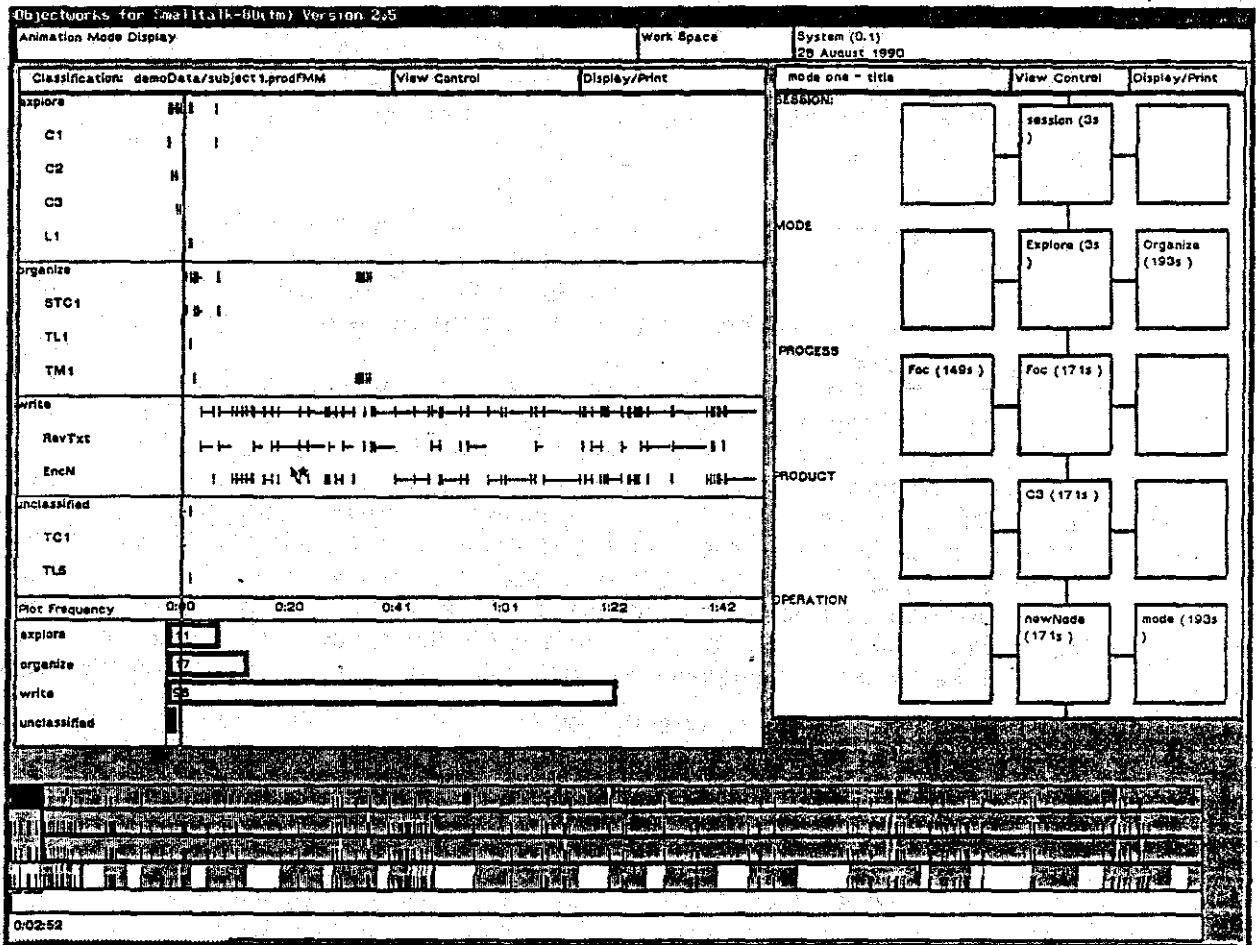 Objectworks for Smalltalk-80(tm) Version 2.5
Animation Mode Display
Work Space
System (0.1)
28 August 1990
Classification: demoData/subject1.prodFMM
View Control
Display/Print
explore
C1
C2
C3
L1
organize
STC1
TL1
TM1
write
RevTxt
EncN
unclassified
TC1
TL5
Plot Frequency
0:00 0:20 0:41 1:01 1:22 1:42
explore
11
organize
17
write
unclassified
mode one - title
View Control
Display/Print
SESSION:
session (3s
)
MODE
Explore (3s
)
Organize
(193s )
PROCESS
Foc (149s )
Foc (171s )
PRODUCT
C3 (171s )
OPERATION
newNode
(171s )
mode (193s
)
0:02:52